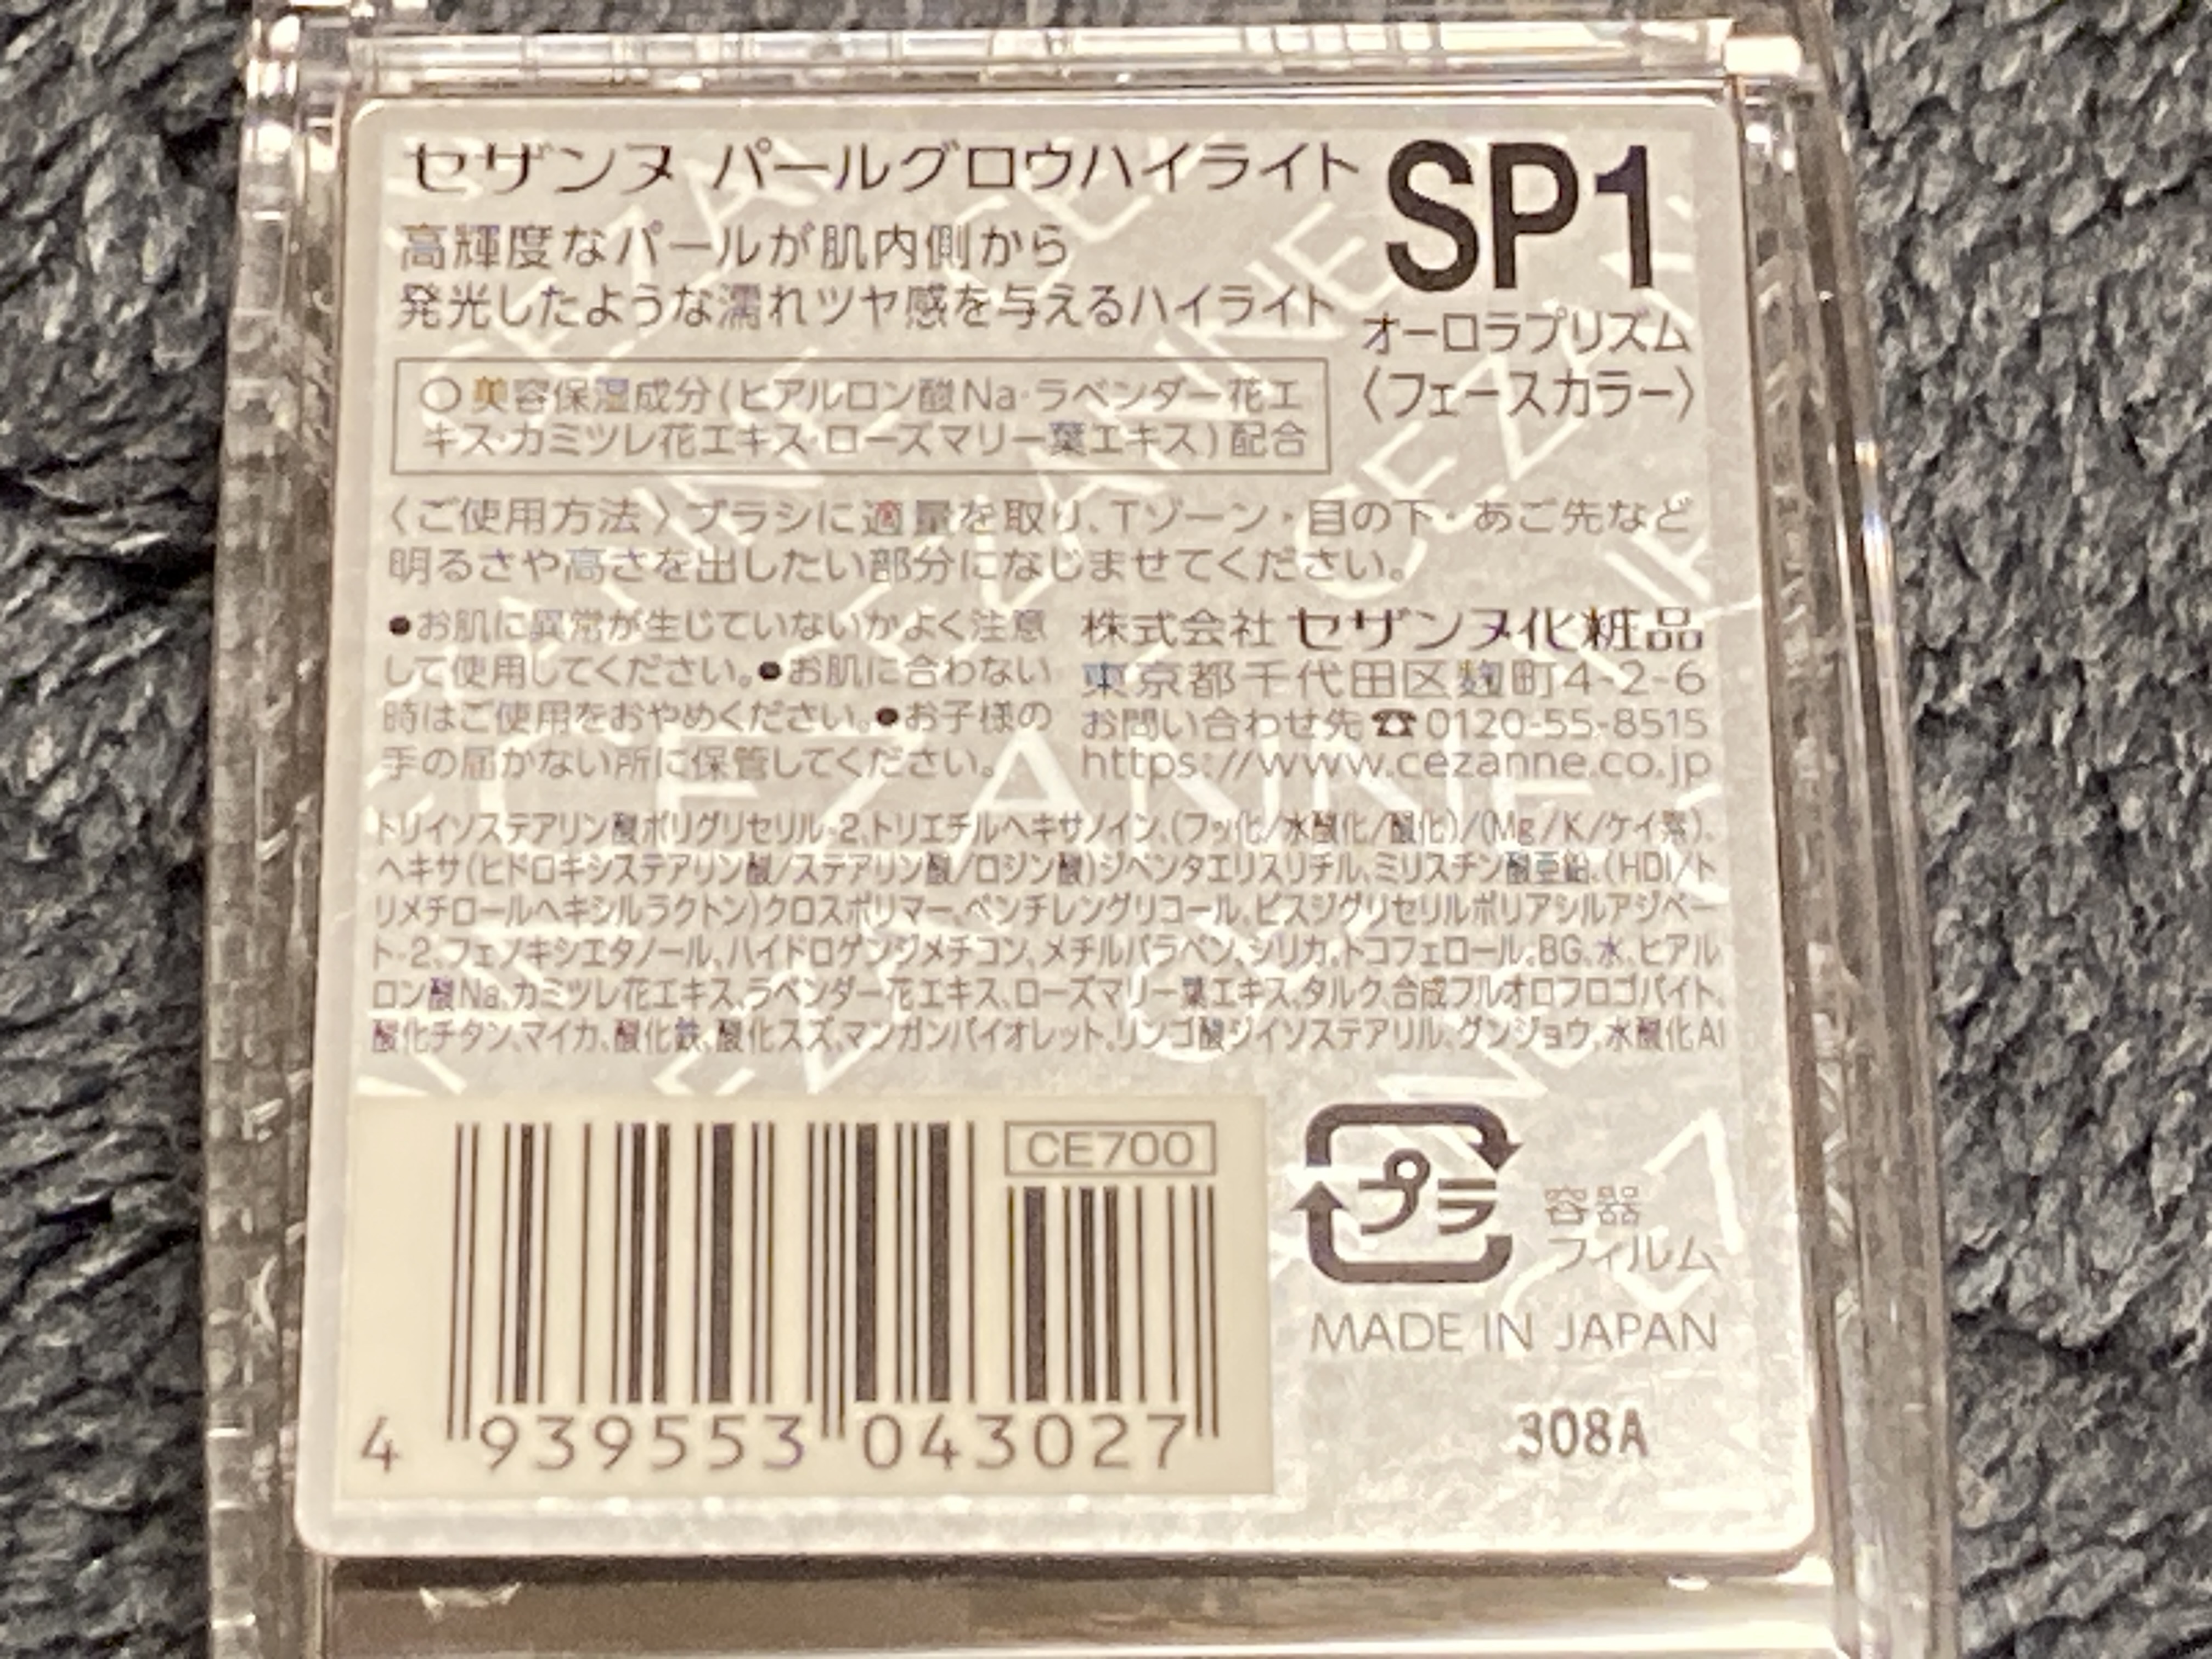 セザンヌ パールグロウハイライト SP1
高輝度なパールが肌内側から
発光したような濡れツヤ感を与えるハイライト
オーロラプリズム
〈フェースカラー〉
○美容保湿成分(ヒアルロン酸Na・ラベンダー花エ
キス・カミツレ花エキス・ローズマリー葉エキス)配合
〈ご使用方法〉ブラシに適量を取り、Tゾーン・目の下・あご先など
明るさや高さを出したい部分になじませてください。
●お肌に異常が生じていないかよく注意
して使用してください。●お肌に合わない
時はご使用をおやめください。●お子様の
手の届かない所に保管してください。
株式会社 セザンヌ化粧品
東京都千代田区麹町4-2-6
お問い合わせ先☎0120-55-8515
https://www.cezanne.co.jp
トリイソステアリン酸ポリグリセリル-2、トリエチルヘキサノイン、(フッ化/水酸化/酸化)/(Mg/K/ケイ素)、
ヘキサ(ヒドロキシステアリン酸/ステアリン酸/ロジン酸)ジペンタエリスリチル、ミリスチン酸亜鉛、(HDI/ト
リメチロールヘキシルラクトン)クロスポリマー、ペンチレングリコール、ビスジグリセリルポリアシルアジペー
ト-2、フェノキシエタノール、ハイドロゲンジメチコン、メチルパラベン、シリカ、トコフェロール、BG、水、ヒアル
ロン酸Na、カミツレ花エキス、ラベンダー花エキス、ローズマリー葉エキス、タルク、合成フルオロフロゴパイト、
酸化チタン、マイカ、酸化鉄、酸化スズ、マンガンバイオレット、リンゴ酸ジイソステアリル、グンジョウ、水酸化Al
CE700
4 939553 043027
プラ
容器
フィルム
MADE IN JAPAN
308A